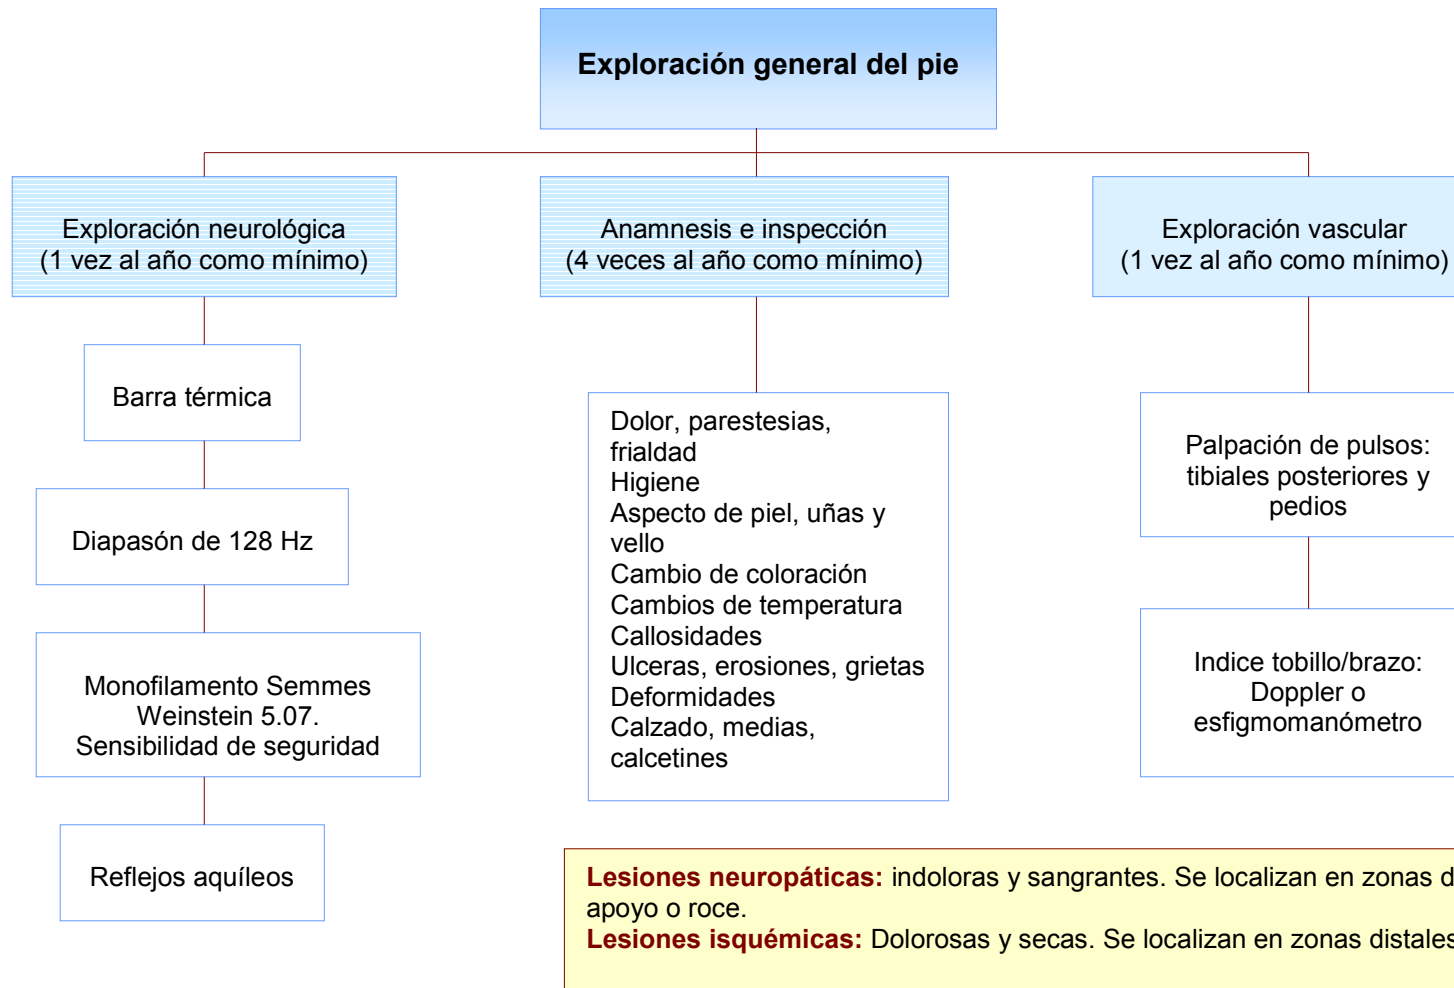 Exploración general del pie
Exploración neurológica
(1 vez al año como mínimo)
Barra térmica
Diapasón de 128 Hz
Monofilamento Semmes
Weinstein 5.07.
Sensibilidad de seguridad
Reflejos aquíleos
Anamnesis e inspección
(4 veces al año como mínimo)
Dolor, parestesias,
frialdad
Higiene
Aspecto de piel, uñas y
vello
Cambio de coloración
Cambios de temperatura
Callosidades
Ulceras, erosiones, grietas
Deformidades
Calzado, medias,
calcetines
Exploración vascular
(1 vez al año como mínimo)
Palpación de pulsos:
tibiales posteriores y
pedios
Indice tobillo/brazo:
Doppler o
esfigmomanómetro
Lesiones neuropáticas: indoloras y sangrantes. Se localizan en zonas d
apoyo o roce.
Lesiones isquémicas: Dolorosas y secas. Se localizan en zonas distales